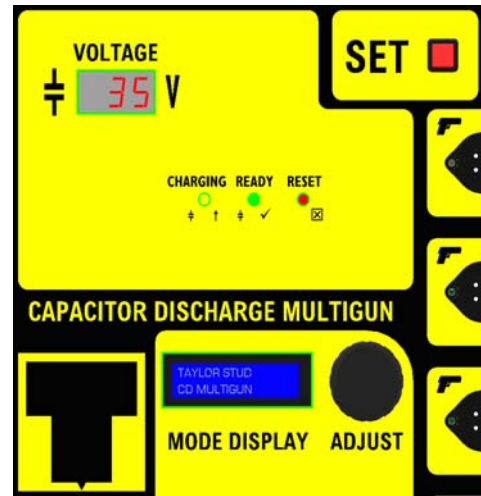 VOLTAGE
35 V
SET
CHARGING READY RESET
CAPACITOR DISCHARGE MULTIGUN
TAYLOR STUD
CD MULTIGUN
MODE DISPLAY ADJUST